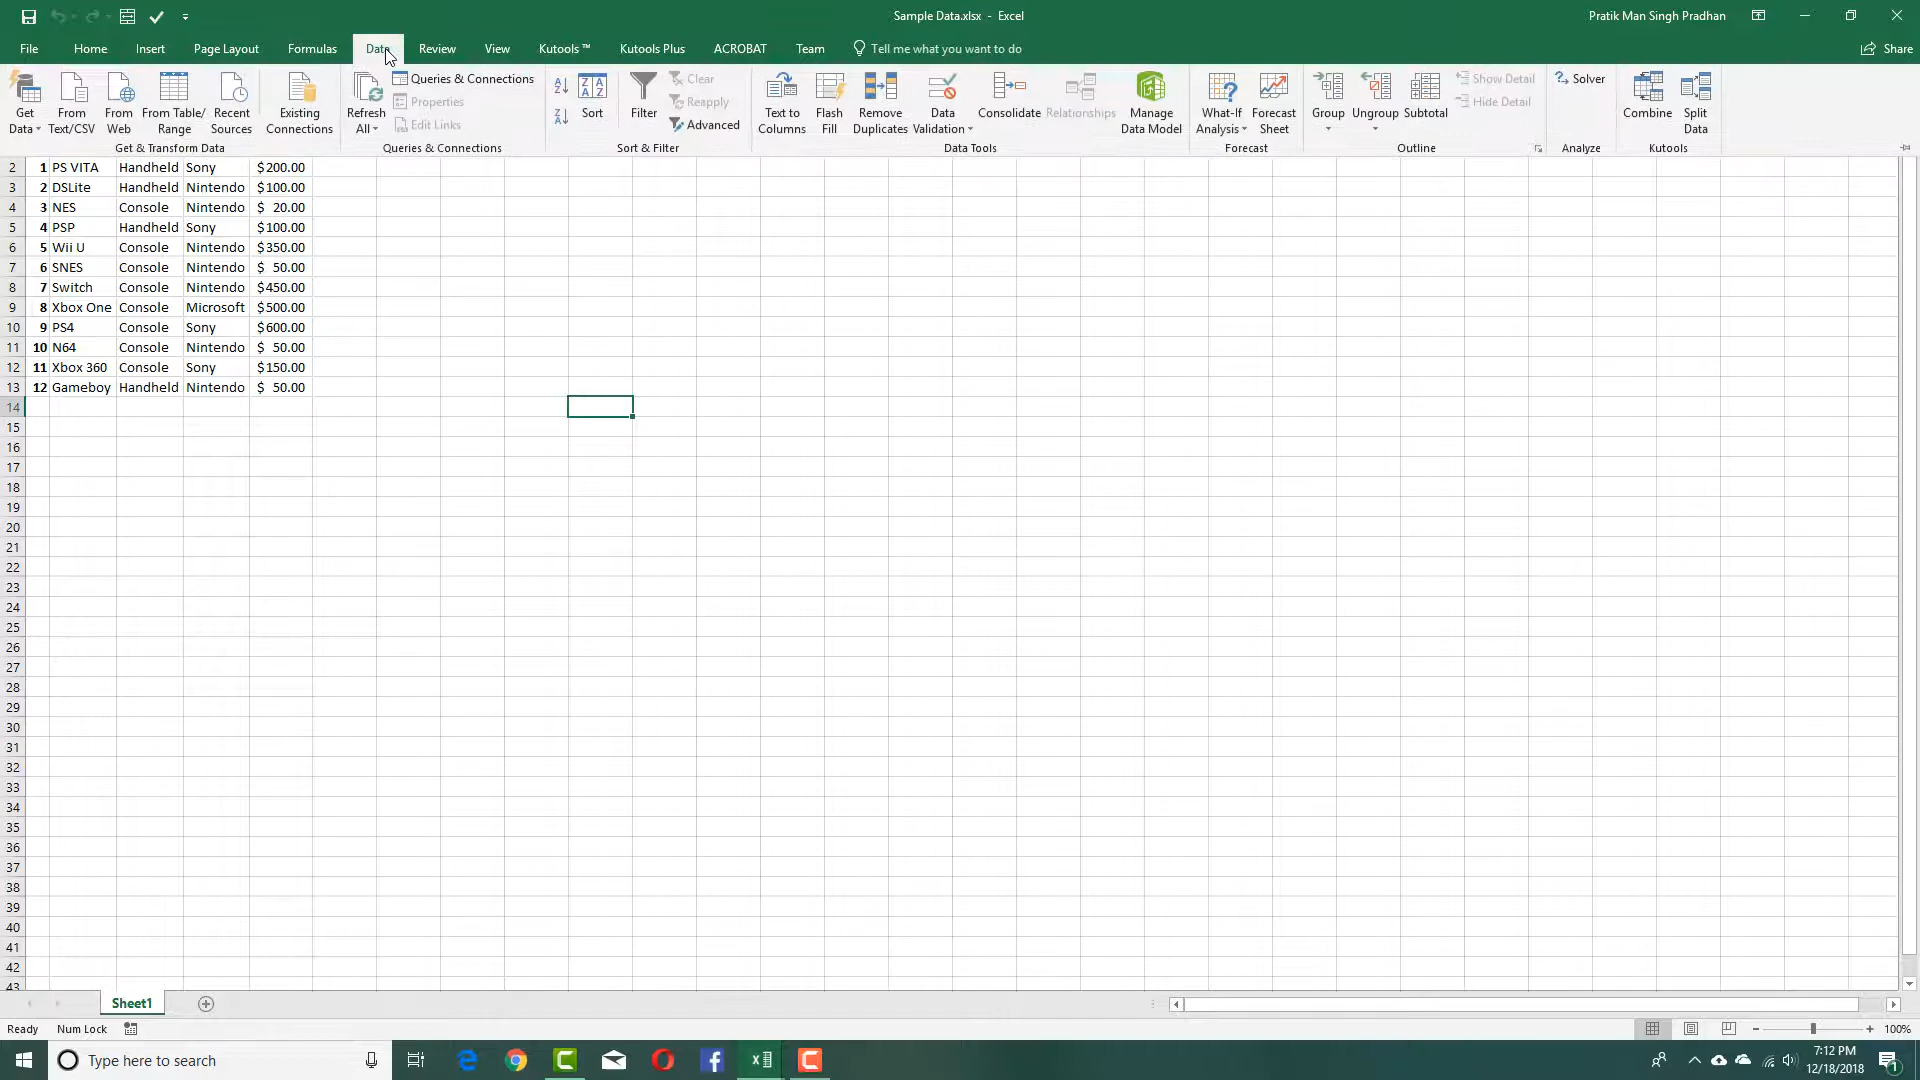 Sample Data.xlsx - Excel
Pratik Man Singh Pradhan
File Home Insert Page Layout Formulas Data Review View Kutools ™ Kutools Plus ACROBAT Team Tell me what you want to do Share
Get Data
From Text/CSV
From Web
From Table/ Range
Recent Sources
Existing Connections
Get & Transform Data
Refresh All
Queries & Connections
Properties
Edit Links
Queries & Connections
Sort
Filter
Clear
Reapply
Advanced
Sort & Filter
Text to Columns
Flash Fill
Remove Duplicates
Data Validation
Consolidate
Relationships
Manage Data Model
Data Tools
What-If Analysis
Forecast Sheet
Forecast
Group
Ungroup
Subtotal
Show Detail
Hide Detail
Outline
Solver
Analyze
Combine
Split Data
Kutools
2 1 PS VITA Handheld Sony $200.00
3 2 DSLite Handheld Nintendo $100.00
4 3 NES Console Nintendo $ 20.00
5 4 PSP Handheld Sony $100.00
6 5 Wii U Console Nintendo $350.00
7 6 SNES Console Nintendo $ 50.00
8 7 Switch Console Nintendo $450.00
9 8 Xbox One Console Microsoft $500.00
10 9 PS4 Console Sony $600.00
11 10 N64 Console Nintendo $ 50.00
12 11 Xbox 360 Console Sony $150.00
13 12 Gameboy Handheld Nintendo $ 50.00
14
15
16
17
18
19
20
21
22
23
24
25
26
27
28
29
30
31
32
33
34
35
36
37
38
39
40
41
42
43
Sheet1
Ready Num Lock 100%
Type here to search
7:12 PM
12/18/2018